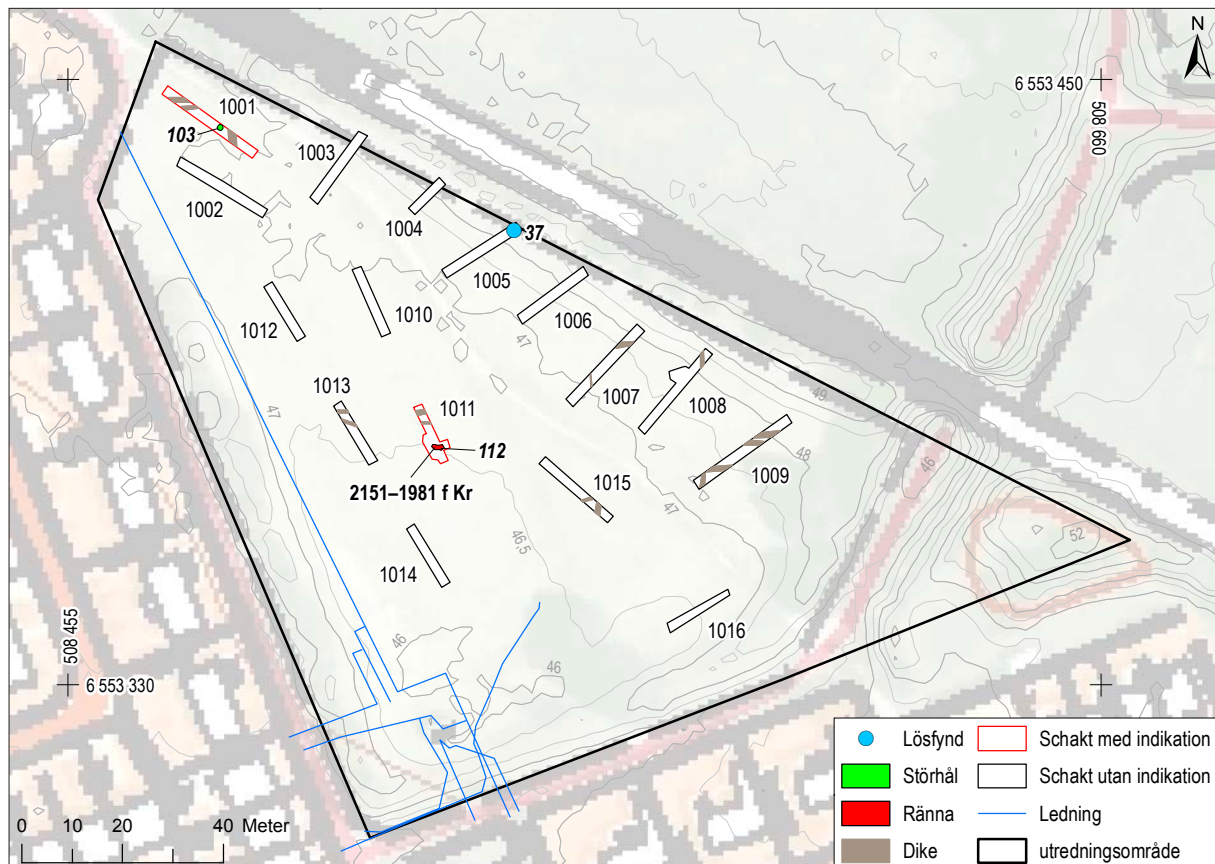 N
6 553 450
508 660
1001
103
1003
1002
1004
37
1005
1006
1012
1010
47
1007
1008
49
47
1013
1011
48
112
1009
46
2151–1981 f Kr
1015
47
46,5
52
1014
1016
508 455
46
46
6 553 330
Lösfynd
Schakt med indikation
Störhål
Schakt utan indikation
Ränna
Ledning
Dike
utredningsområde
0 10 20 40 Meter